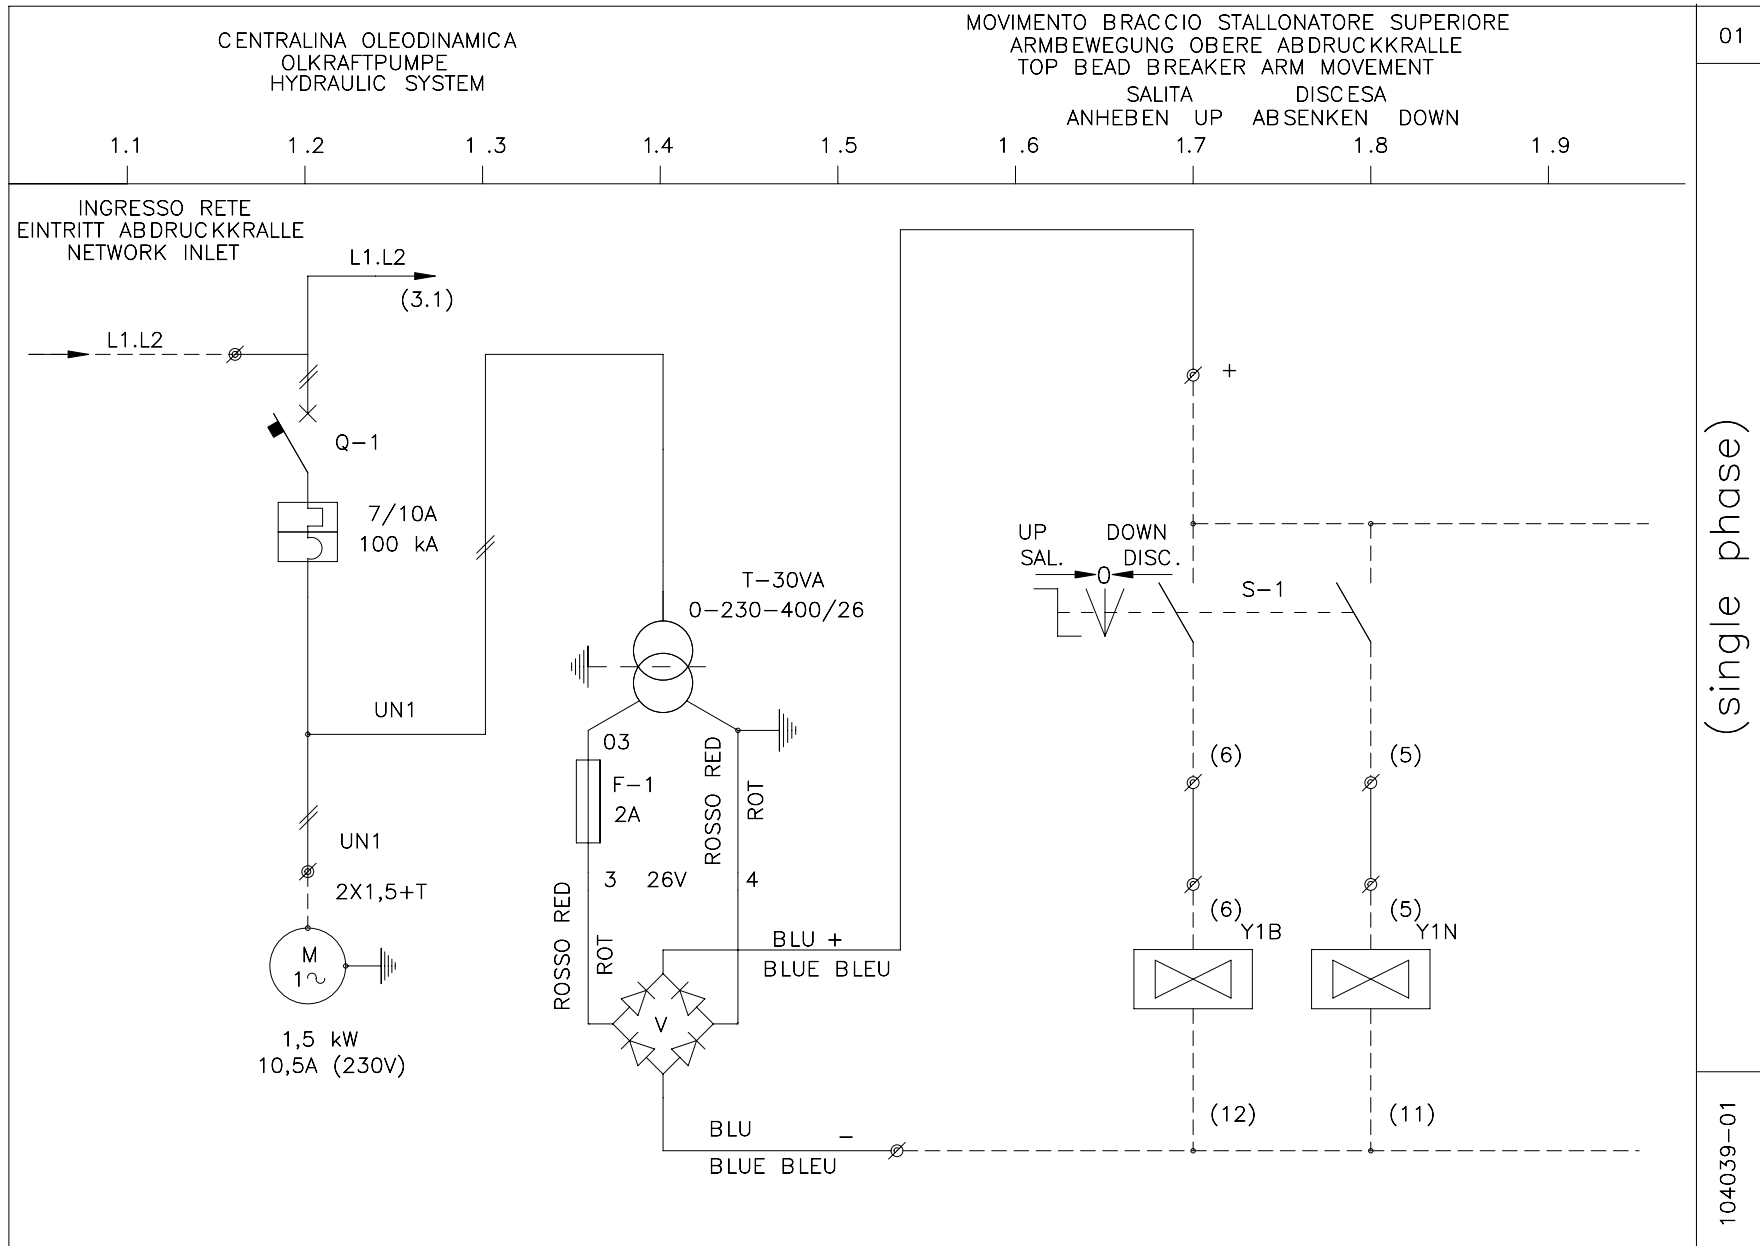 CENTRALINA OLEODINAMICA
OLKRAFTPUMPE
HYDRAULIC SYSTEM
MOVIMENTO BRACCIO STALLONATORE SUPERIORE
ARMBEWEGUNG OBERE ABDRUCKKRALLE
TOP BEAD BREAKER ARM MOVEMENT
SALITA DISCESA
ANHEBEN UP ABSENKEN DOWN
01
1.1 1.2 1.3 1.4 1.5 1.6 1.7 1.8 1.9
INGRESSO RETE
EINTRITT ABDRUCKKRALLE
NETWORK INLET
L1.L2
(3.1)
L1.L2
+
Q-1
7/10A
100 kA
UP DOWN
SAL. DISC.
0
S-1
T-30VA
0-230-400/26
UN1
03
F-1
2A
ROSSO RED
ROT
(6)
(5)
UN1
2X1,5+T
3 26V 4
ROSSO RED
ROT
(6)
Y1B
(5)
Y1N
BLU +
BLUE BLEU
M
1~
V
1,5 kW
10,5A (230V)
(12)
(11)
BLU -
BLUE BLEU
(single phase)
104039-01